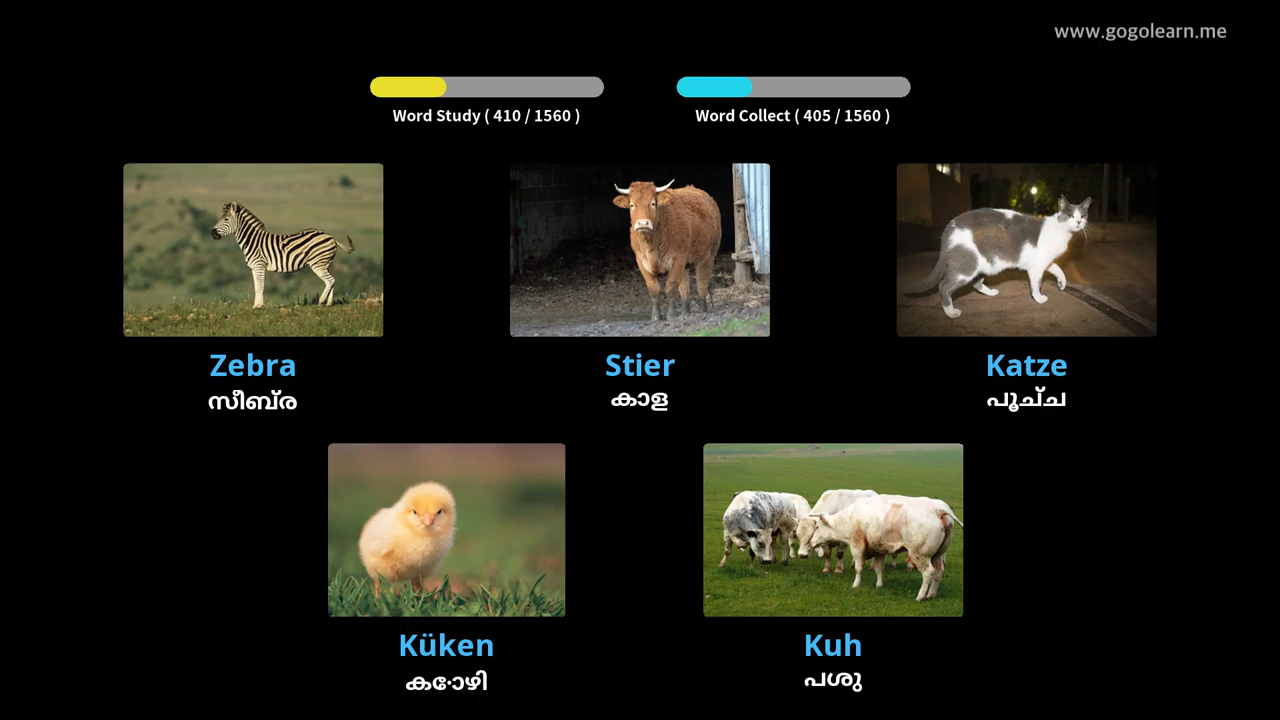 www.gogolearn.me
Word Study ( 410 / 1560 )
Word Collect ( 405 / 1560 )
Zebra
സീബ്ര
Stier
കാള
Katze
പൂച്ച
Küken
കോഴി
Kuh
പശു